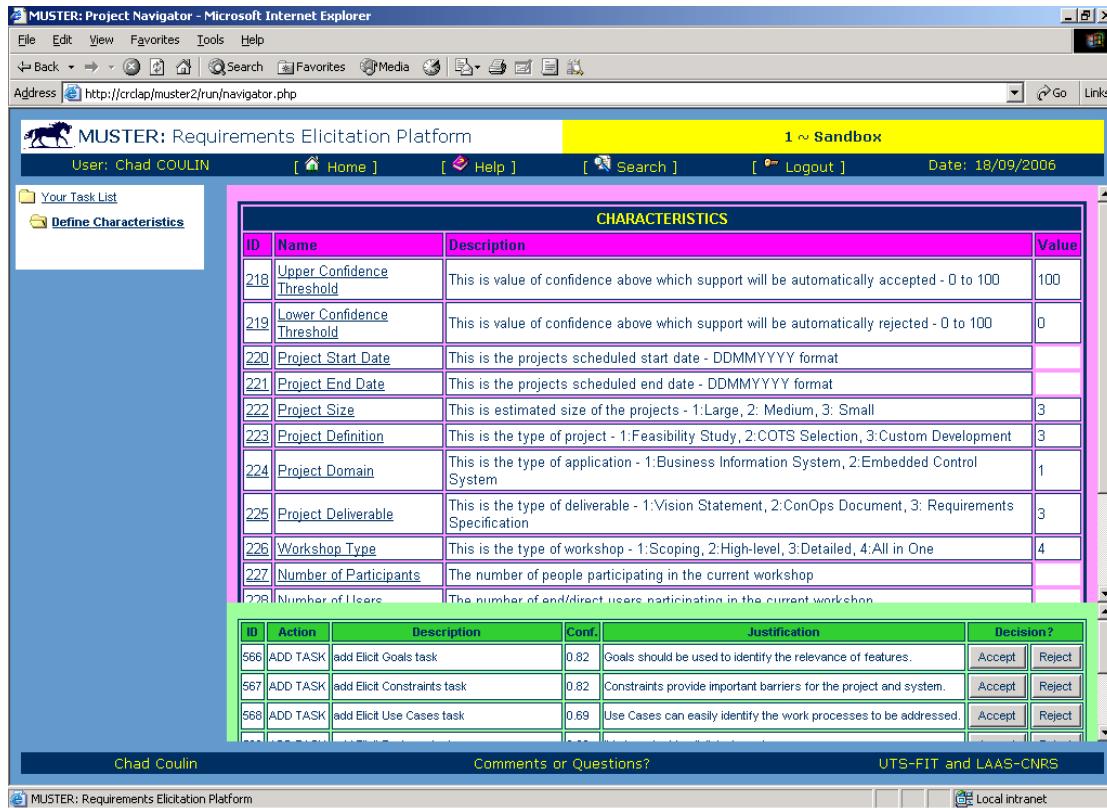 MUSTER: Project Navigator - Microsoft Internet Explorer
File Edit View Favorites Tools Help
Back Search Favorites Media
Address http://crclap/muster2/run/navigator.php Go Links
MUSTER: Requirements Elicitation Platform
1 ~ Sandbox
User: Chad COULIN [ Home ] [ Help ] [ Search ] [ Logout ] Date: 18/09/2006
Your Task List
Define Characteristics
CHARACTERISTICS
ID Name Description Value
218 Upper Confidence Threshold This is value of confidence above which support will be automatically accepted - 0 to 100 100
219 Lower Confidence Threshold This is value of confidence above which support will be automatically rejected - 0 to 100 0
220 Project Start Date This is the projects scheduled start date - DDMMYYYY format
221 Project End Date This is the projects scheduled end date - DDMMYYYY format
222 Project Size This is estimated size of the projects - 1:Large, 2: Medium, 3: Small 3
223 Project Definition This is the type of project - 1:Feasibility Study, 2:COTS Selection, 3:Custom Development 3
224 Project Domain This is the type of application - 1:Business Information System, 2:Embedded Control System 1
225 Project Deliverable This is the type of deliverable - 1:Vision Statement, 2:ConOps Document, 3: Requirements Specification 3
226 Workshop Type This is the type of workshop - 1:Scoping, 2:High-level, 3:Detailed, 4:All in One 4
227 Number of Participants The number of people participating in the current workshop
228 Number of Users The number of end/direct users participating in the current workshop
ID Action Description Conf. Justification Decision?
566 ADD TASK add Elicit Goals task 0.82 Goals should be used to identify the relevance of features. Accept Reject
567 ADD TASK add Elicit Constraints task 0.82 Constraints provide important barriers for the project and system. Accept Reject
568 ADD TASK add Elicit Use Cases task 0.69 Use Cases can easily identify the work processes to be addressed. Accept Reject
Chad Coulin Comments or Questions? UTS-FIT and LAAS-CNRS
MUSTER: Requirements Elicitation Platform Local intranet